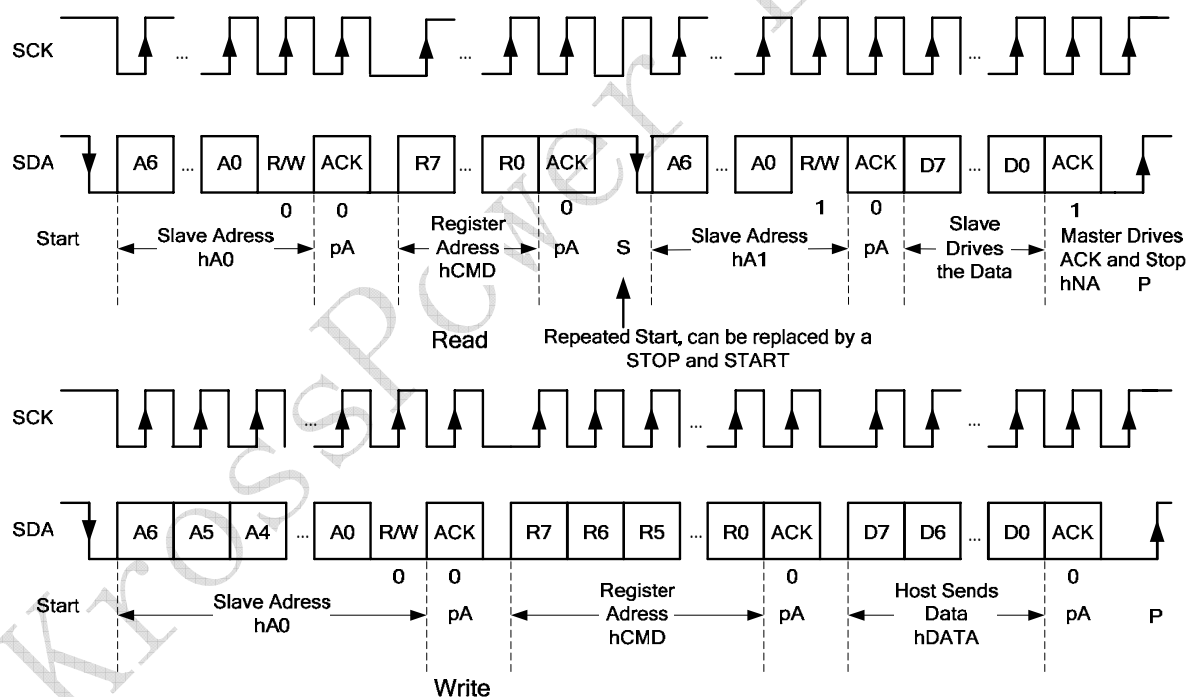 SCK
... ... ... ...
SDA
A6 ... A0 R/W ACK R7 ... R0 ACK A6 ... A0 R/W ACK D7 ... D0 ACK
0 0 0 1 0 1
Start
Slave Adress
hA0
pA
Register
Adress
hCMD
pA
S
Slave Adress
hA1
pA
Slave
Drives
the Data
Master Drives
ACK and Stop
hNA P
Read
Repeated Start, can be replaced by a
STOP and START
SCK
... ... ...
SDA
A6 A5 A4 ... A0 R/W ACK R7 R6 R5 ... R0 ACK D7 D6 ... D0 ACK
0 0 0 0
Start
Slave Adress
hA0
pA
Register
Adress
hCMD
pA
Host Sends
Data
hDATA
pA
P
Write
KrossPower